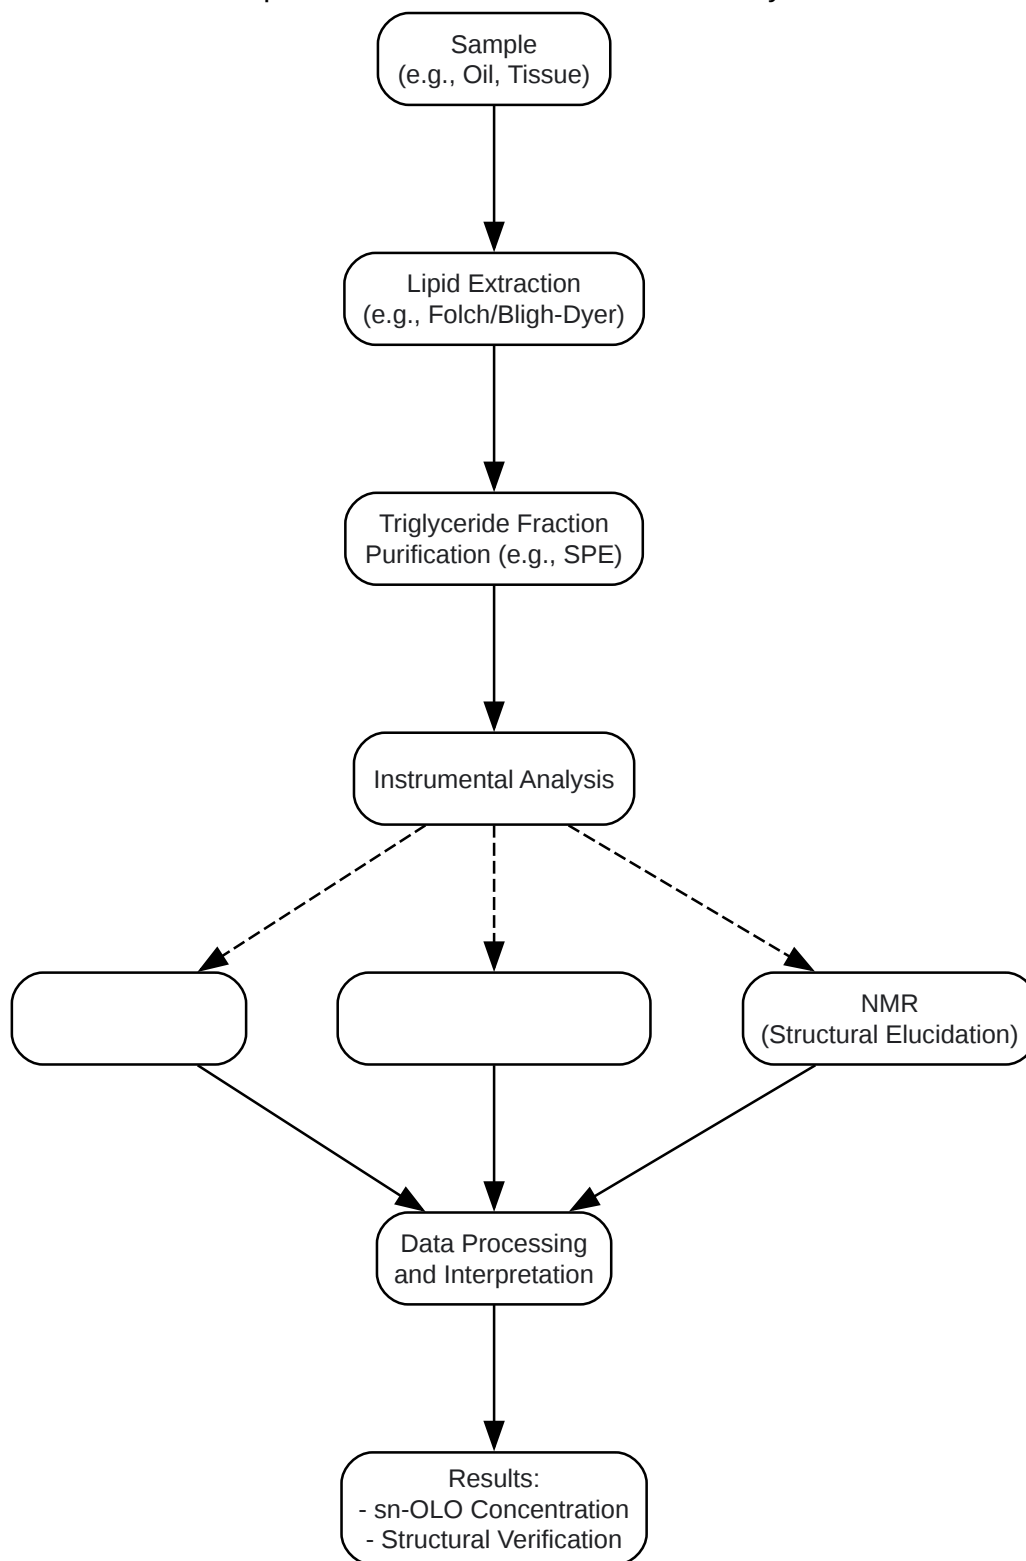 Sample
(e.g., Oil, Tissue)
Lipid Extraction
(e.g., Folch/Bligh-Dyer)
Triglyceride Fraction
Purification (e.g., SPE)
Instrumental Analysis
NMR
(Structural Elucidation)
Data Processing
and Interpretation
Results:
- sn-OLO Concentration
- Structural Verification